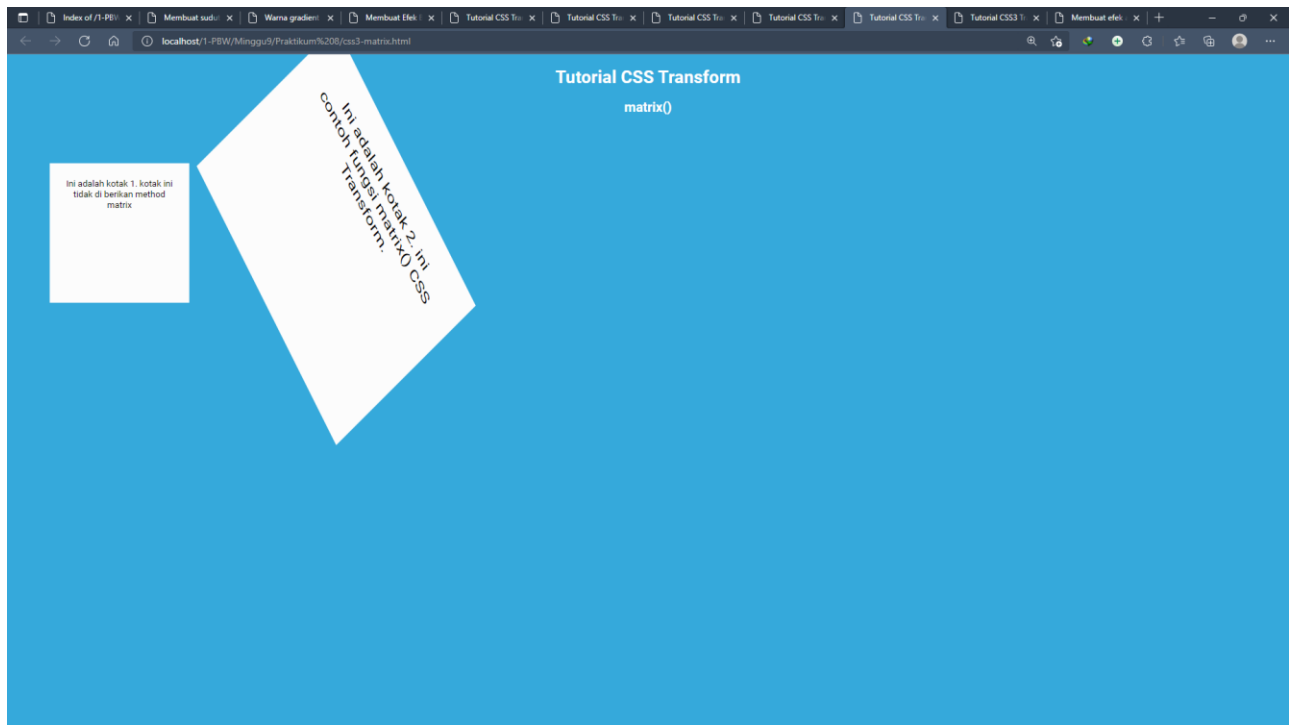 Index of /1-PBW
Membuat sudut
Warna gradient
Membuat Efek
Tutorial CSS Tra
Tutorial CSS Tra
Tutorial CSS Tra
Tutorial CSS Tra
Tutorial CSS Tra
Tutorial CSS3 Tr
Membuat efek
localhost/1-PBW/Minggu9/Praktikum%208/css3-matrix.html
Tutorial CSS Transform
matrix()
Ini adalah kotak 1. kotak ini
tidak di berikan method
matrix
Ini adalah kotak 2. ini
contoh fungsi matrix() CSS
Transform.